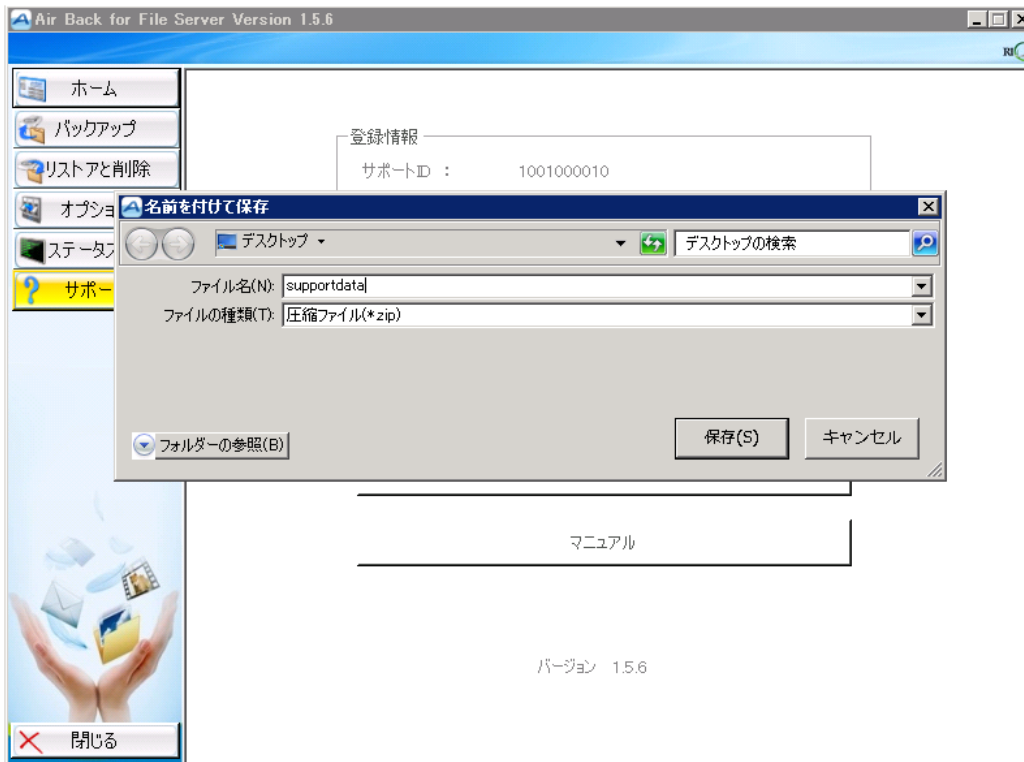 Air Back for File Server Version 1.5.6
RI
ホーム
バックアップ
リストアと削除
オプショ
ステータス
サポー
登録情報
サポートID : 1001000010
名前を付けて保存
デスクトップ
デスクトップの検索
ファイル名(N): supportdata
ファイルの種類(T): 圧縮ファイル(*zip)
フォルダーの参照(B)
保存(S)
キャンセル
マニュアル
バージョン 1.5.6
閉じる